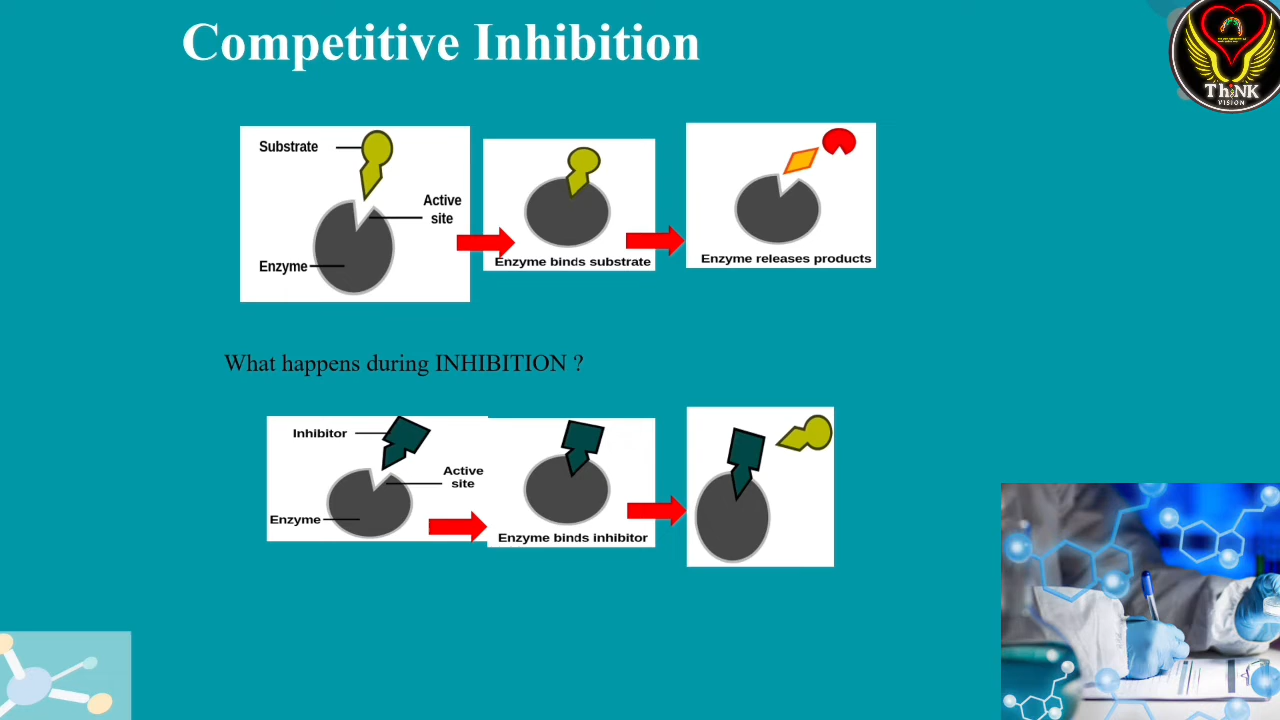 Competitive Inhibition
ThiNK
VISION
Substrate
Active
site
Enzyme
Enzyme binds substrate
Enzyme releases products
What happens during INHIBITION ?
Inhibitor
Active
site
Enzyme
Enzyme binds inhibitor